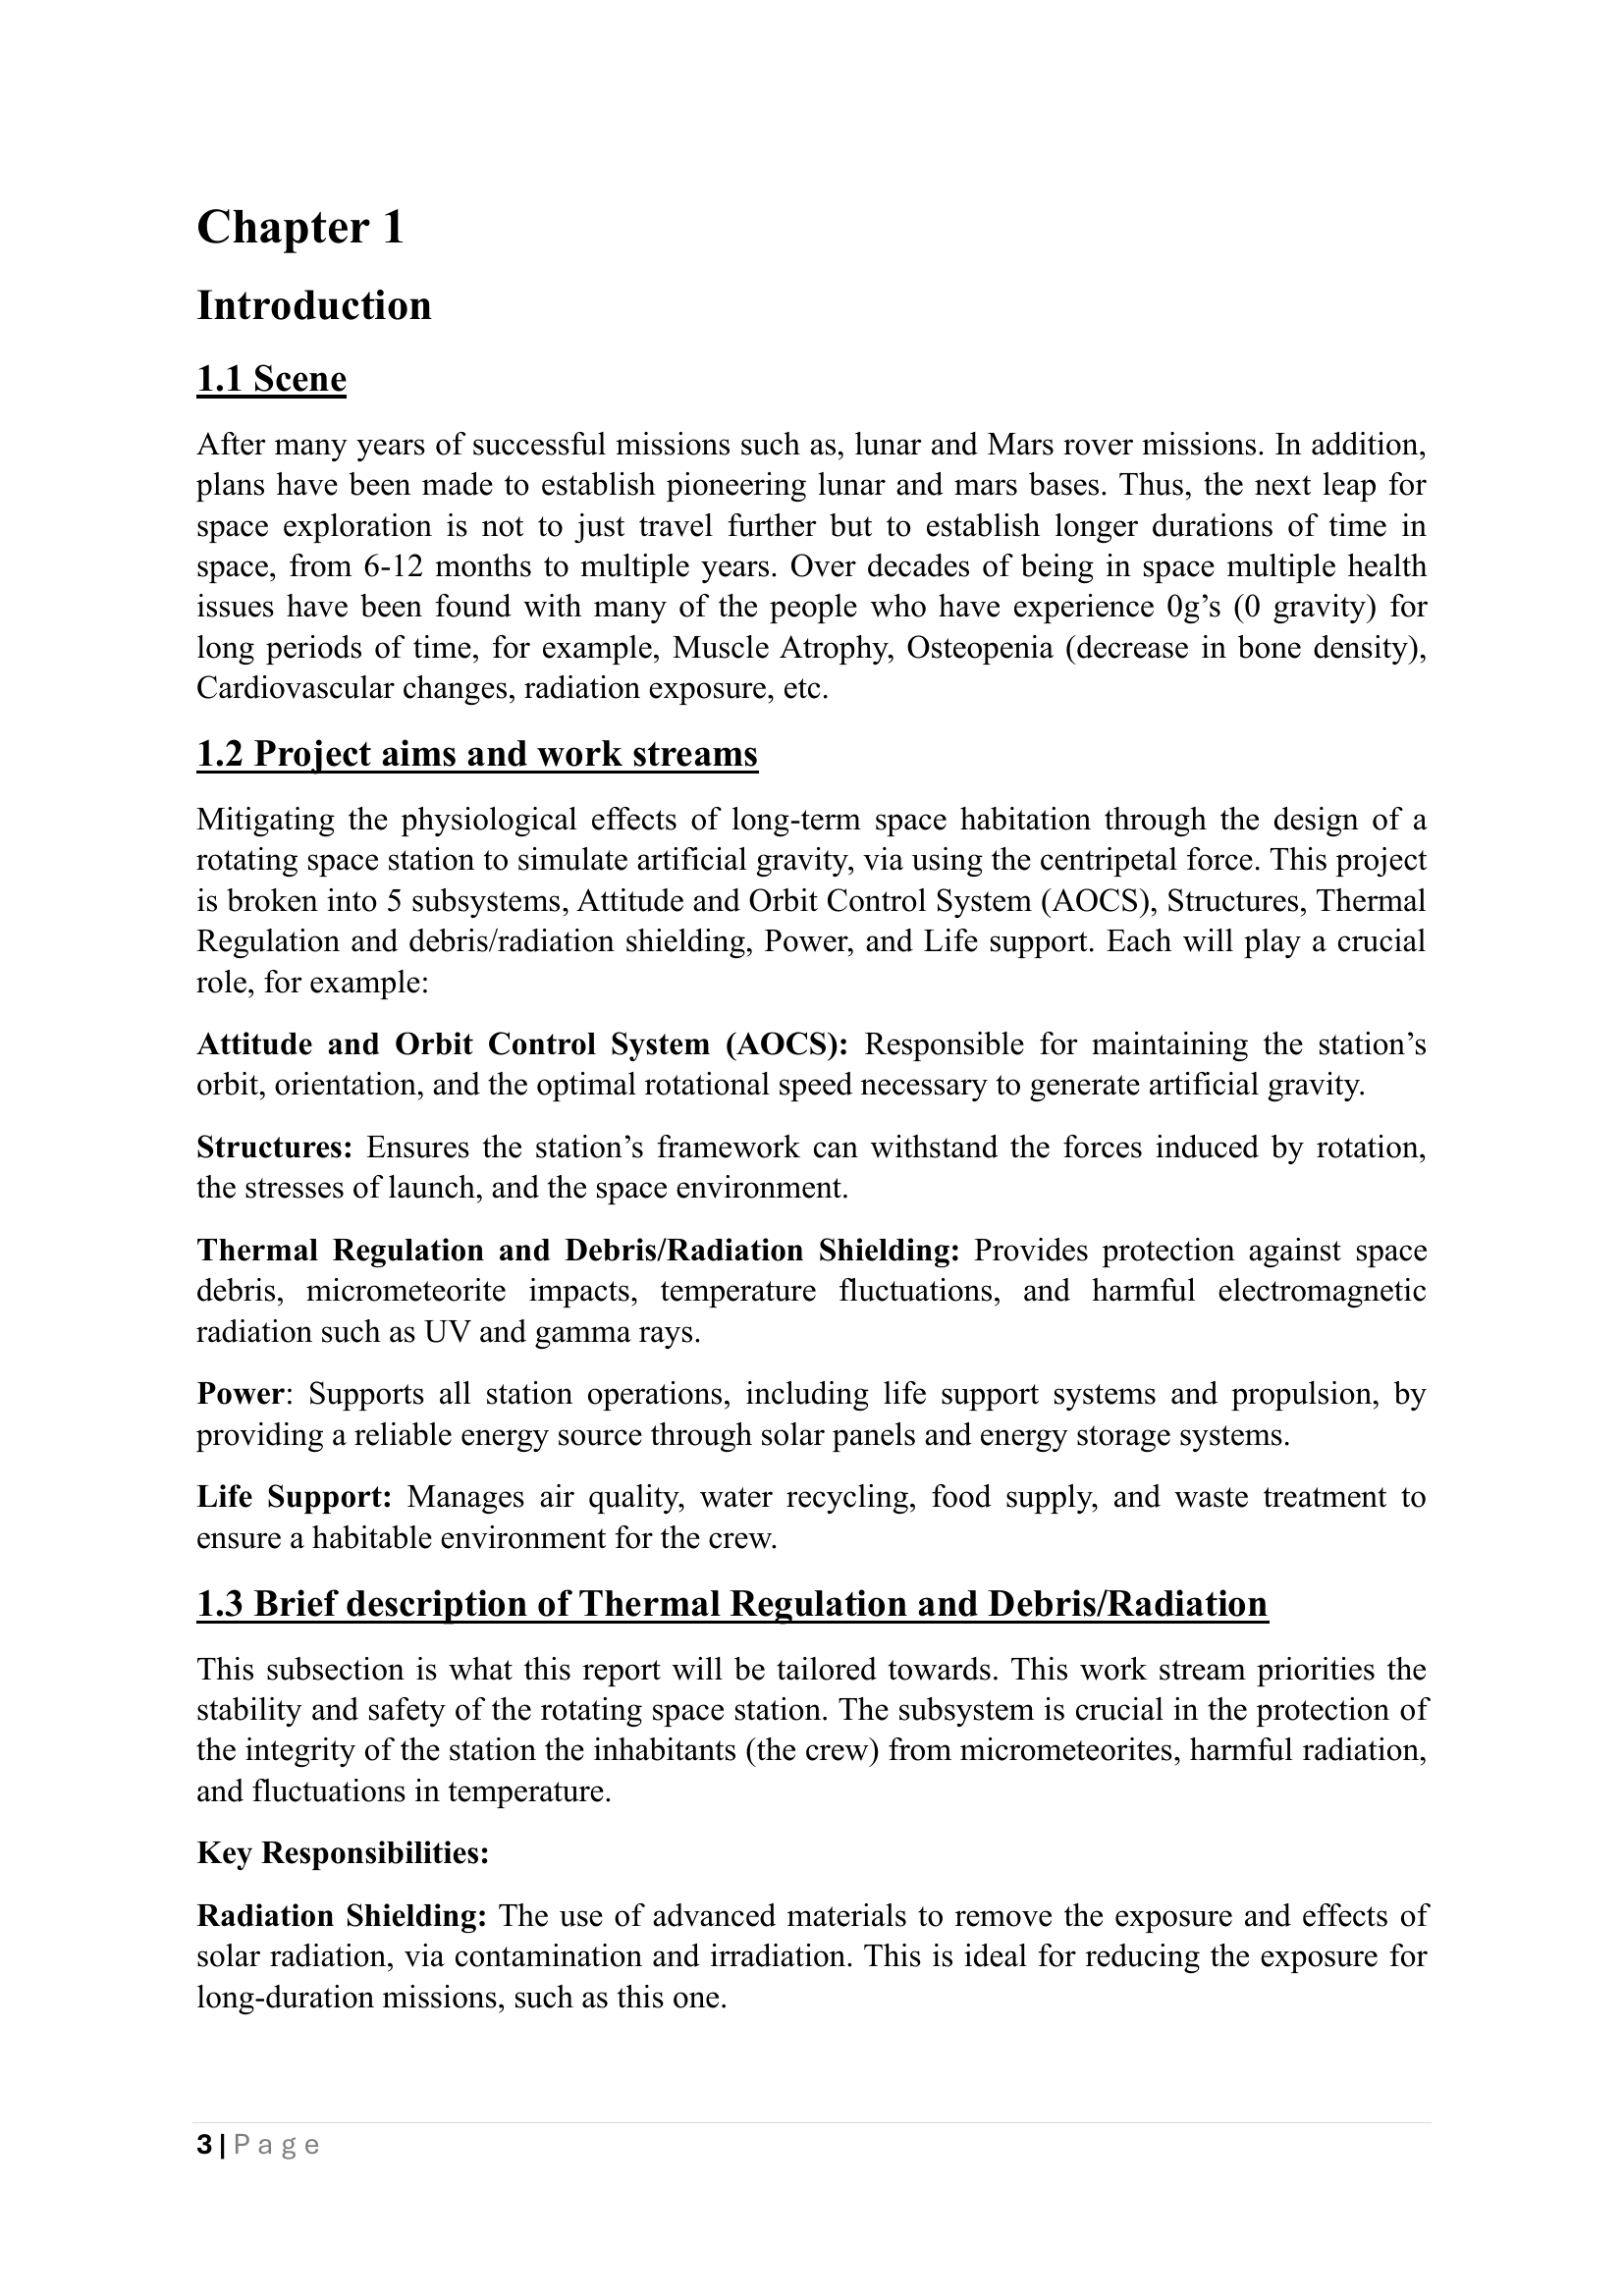 Chapter 1
Introduction
1.1 Scene
After many years of successful missions such as, lunar and Mars rover missions. In addition,
plans have been made to establish pioneering lunar and mars bases. Thus, the next leap for
space exploration is not to just travel further but to establish longer durations of time in
space, from 6-12 months to multiple years. Over decades of being in space multiple health
issues have been found with many of the people who have experience 0g’s (0 gravity) for
long periods of time, for example, Muscle Atrophy, Osteopenia (decrease in bone density),
Cardiovascular changes, radiation exposure, etc.
1.2 Project aims and work streams
Mitigating the physiological effects of long-term space habitation through the design of a
rotating space station to simulate artificial gravity, via using the centripetal force. This project
is broken into 5 subsystems, Attitude and Orbit Control System (AOCS), Structures, Thermal
Regulation and debris/radiation shielding, Power, and Life support. Each will play a crucial
role, for example:
Attitude and Orbit Control System (AOCS): Responsible for maintaining the station’s
orbit, orientation, and the optimal rotational speed necessary to generate artificial gravity.
Structures: Ensures the station’s framework can withstand the forces induced by rotation,
the stresses of launch, and the space environment.
Thermal Regulation and Debris/Radiation Shielding: Provides protection against space
debris, micrometeorite impacts, temperature fluctuations, and harmful electromagnetic
radiation such as UV and gamma rays.
Power: Supports all station operations, including life support systems and propulsion, by
providing a reliable energy source through solar panels and energy storage systems.
Life Support: Manages air quality, water recycling, food supply, and waste treatment to
ensure a habitable environment for the crew.
1.3 Brief description of Thermal Regulation and Debris/Radiation
This subsection is what this report will be tailored towards. This work stream priorities the
stability and safety of the rotating space station. The subsystem is crucial in the protection of
the integrity of the station the inhabitants (the crew) from micrometeorites, harmful radiation,
and fluctuations in temperature.
Key Responsibilities:
Radiation Shielding: The use of advanced materials to remove the exposure and effects of
solar radiation, via contamination and irradiation. This is ideal for reducing the exposure for
long-duration missions, such as this one.
3 | Page